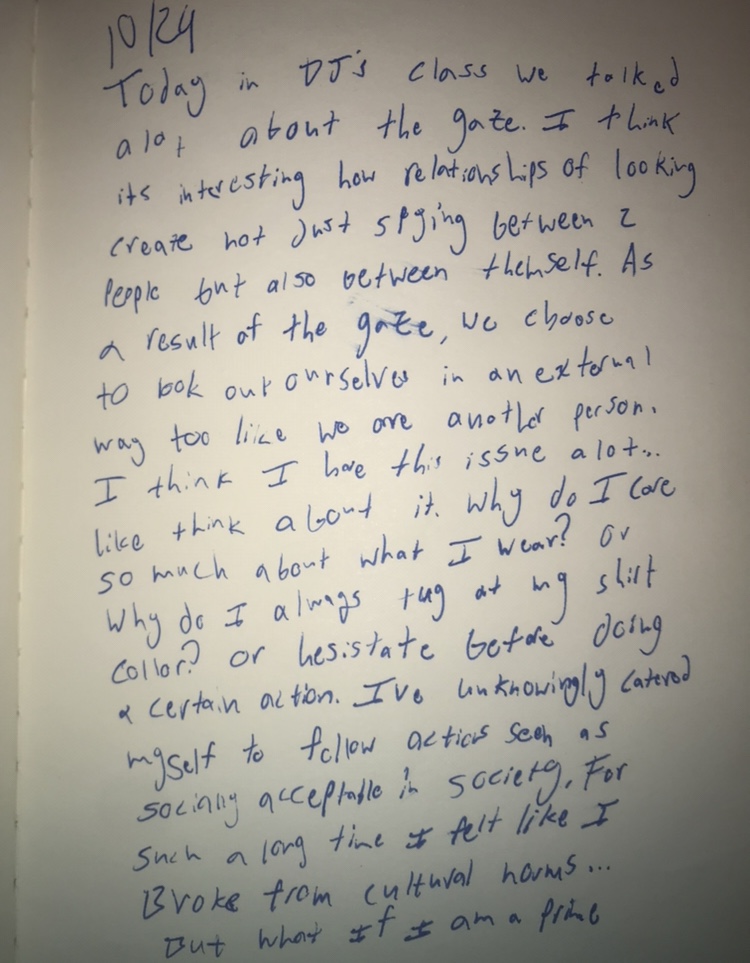 10/24
Today in DJ's class we talked
a lot about the gaze. I think
its interesting how relationships of looking
create not just spying between 2
people but also between themself. As
a result of the gaze, we choose
to look out ourselves in an external
way too like we are another person.
I think I have this issue alot...
like think about it. Why do I care
so much about what I wear? Or
Why do I always tug at my shirt
Collar? or hesistate before doing
a certain action. I've unknowingly catered
myself to follow actions seen as
socially acceptable in society. For
such a long time I felt like I
Broke from cultural norms...
But what If I am a prime